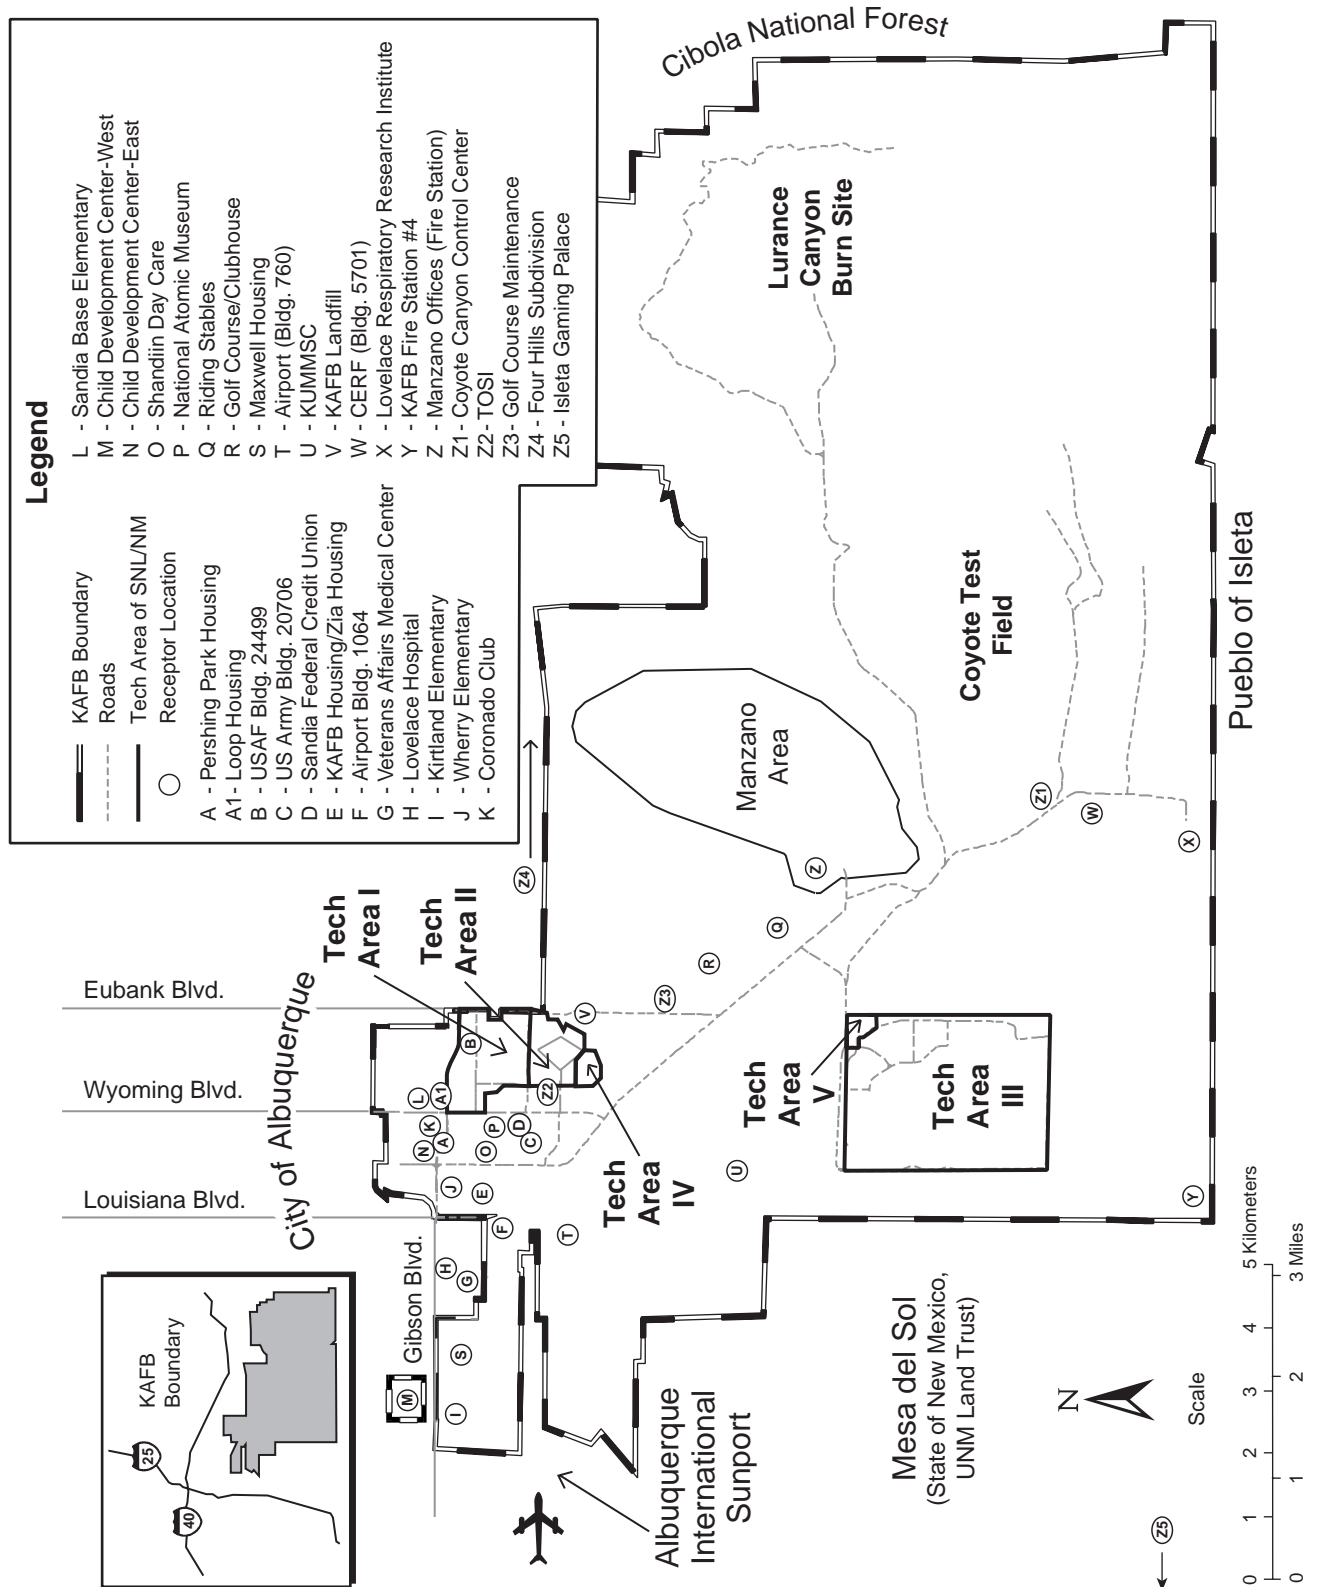 Legend
KAFB Boundary
Roads
Tech Area of SNL/NM
Receptor Location
A - Pershing Park Housing
A1- Loop Housing
B - USAF Bldg. 24499
C - US Army Bldg. 20706
D - Sandia Federal Credit Union
E - KAFB Housing/Zia Housing
F - Airport Bldg. 1064
G - Veterans Affairs Medical Center
H - Lovelace Hospital
I - Kirtland Elementary
J - Wherry Elementary
K - Coronado Club
L - Sandia Base Elementary
M - Child Development Center-West
N - Child Development Center-East
O - Shandiin Day Care
P - National Atomic Museum
Q - Riding Stables
R - Golf Course/Clubhouse
S - Maxwell Housing
T - Airport (Bldg. 760)
U - KUMMSC
V - KAFB Landfill
W - CERF (Bldg. 5701)
X - Lovelace Respiratory Research Institute
Y - KAFB Fire Station #4
Z - Manzano Offices (Fire Station)
Z1 - Coyote Canyon Control Center
Z2 - TOSI
Z3 - Golf Course Maintenance
Z4 - Four Hills Subdivision
Z5 - Isleta Gaming Palace
KAFB
Boundary
25
40
City of Albuquerque
Louisiana Blvd.
Wyoming Blvd.
Eubank Blvd.
Gibson Blvd.
Tech
Area I
Tech
Area II
Tech
Area IV
Tech
Area
V
Tech
Area
III
Manzano
Area
Coyote Test
Field
Lurance
Canyon
Burn Site
Cibola National Forest
Pueblo of Isleta
Albuquerque
International
Sunport
Mesa del Sol
(State of New Mexico,
UNM Land Trust)
M
I
S
H
G
F
E
J
N
A
K
L
A1
O
P
D
C
B
Z2
T
V
Z4
Z3
R
Q
Z
U
Z1
W
X
Y
Z5
N
Scale
0 1 2 3 4 5 Kilometers
0 1 2 3 Miles